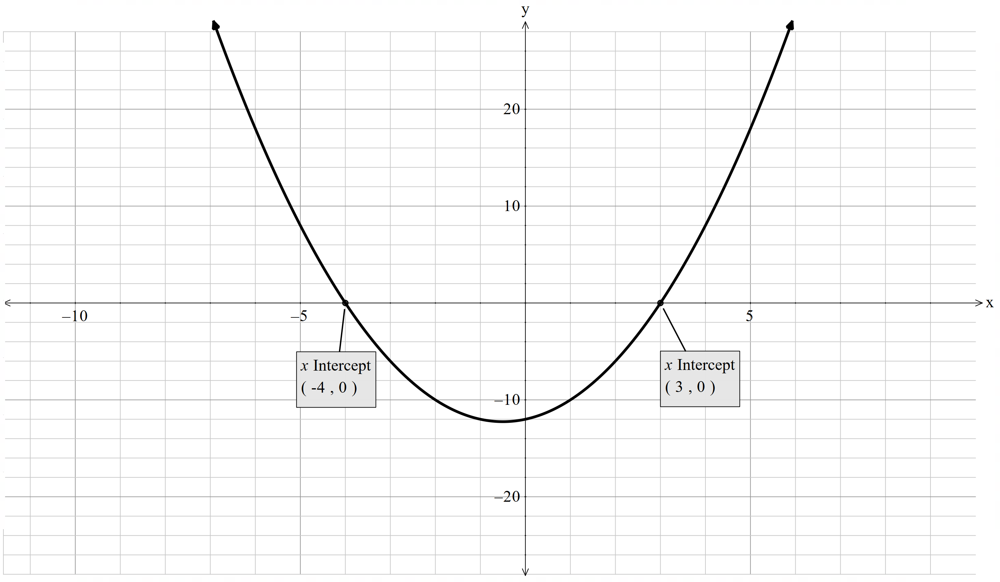 y
20
10
–10
–5
5
x
x Intercept
( -4 , 0 )
x Intercept
( 3 , 0 )
–10
–20